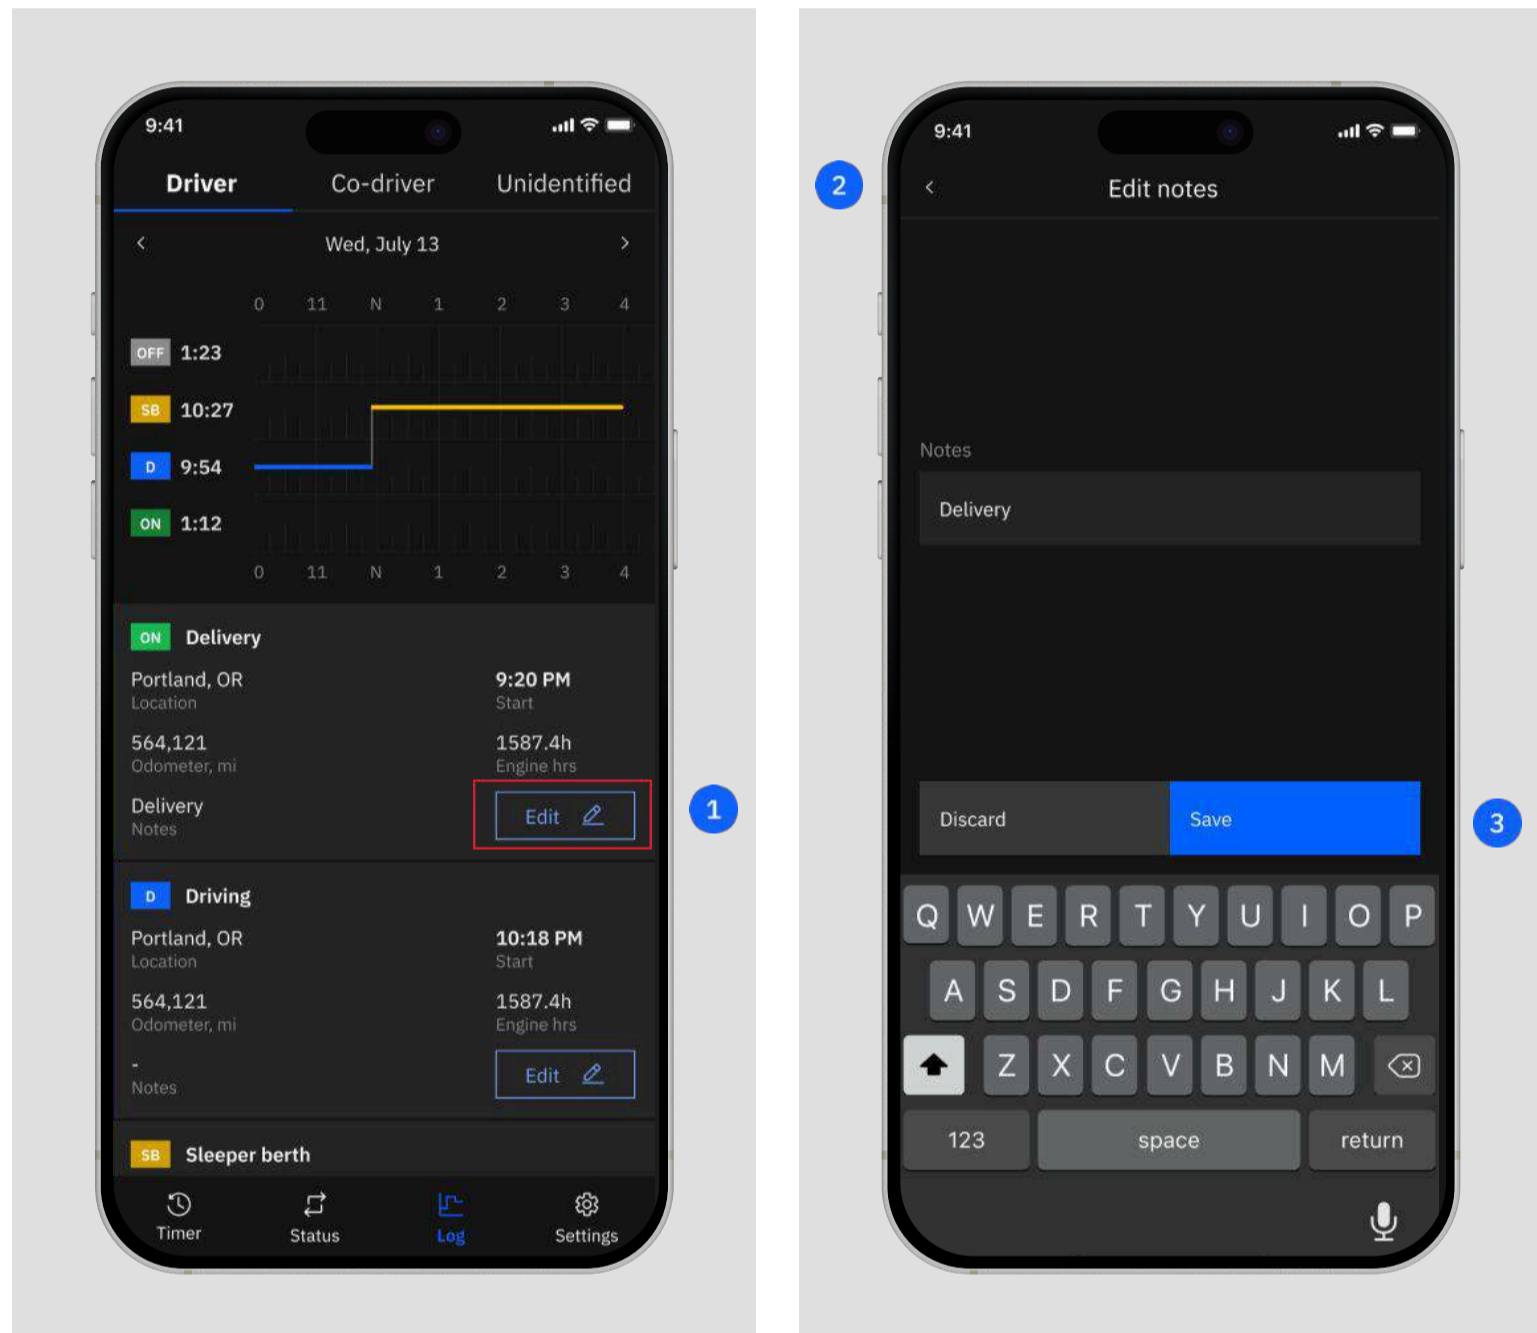 9:41
Driver Co-driver Unidentified
Wed, July 13
0 11 N 1 2 3 4
OFF 1:23
SB 10:27
D 9:54
ON 1:12
0 11 N 1 2 3 4
ON Delivery
Portland, OR 9:20 PM
Location Start
564,121 1587.4h
Odometer, mi Engine hrs
Delivery
Notes
Edit
1
D Driving
Portland, OR 10:18 PM
Location Start
564,121 1587.4h
Odometer, mi Engine hrs
-
Notes
Edit
SB Sleeper berth
Timer Status Log Settings
9:41
2
Edit notes
Notes
Delivery
Discard Save
3
Q W E R T Y U I O P
A S D F G H J K L
Z X C V B N M
123 space return